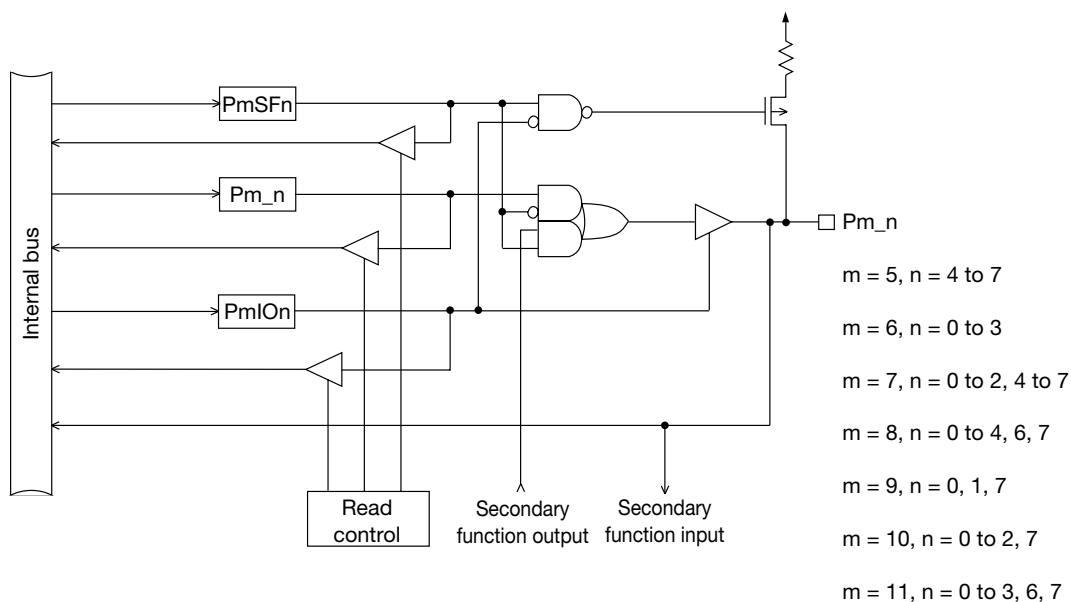 Internal bus
PmSFn
Pm_n
PmIOn
Read
control
Secondary
function output
Secondary
function input
Pm_n
m = 5, n = 4 to 7
m = 6, n = 0 to 3
m = 7, n = 0 to 2, 4 to 7
m = 8, n = 0 to 4, 6, 7
m = 9, n = 0, 1, 7
m = 10, n = 0 to 2, 7
m = 11, n = 0 to 3, 6, 7